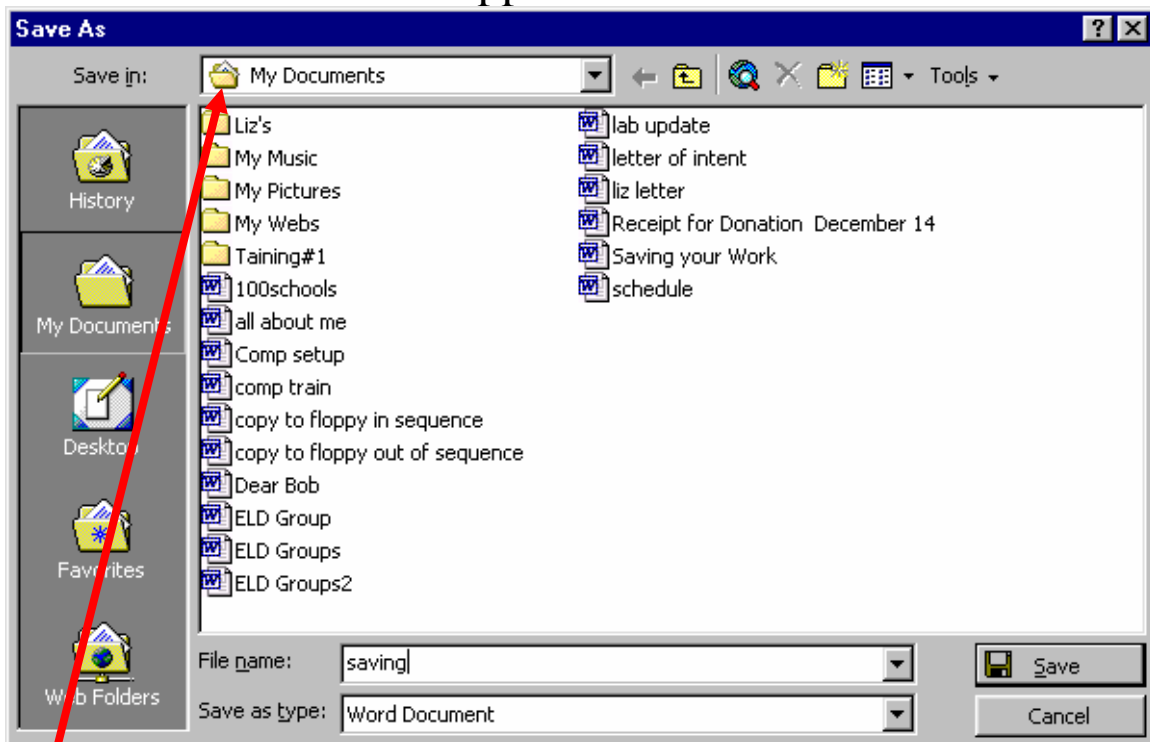 Save As
Save in: My Documents Tools
History
My Documents
Desktop
Favorites
Web Folders
Liz's
My Music
My Pictures
My Webs
Taining#1
100schools
all about me
Comp setup
comp train
copy to floppy in sequence
copy to floppy out of sequence
Dear Bob
ELD Group
ELD Groups
ELD Groups2
lab update
letter of intent
liz letter
Receipt for Donation December 14
Saving your Work
schedule
File name: saving
Save
Save as type: Word Document
Cancel